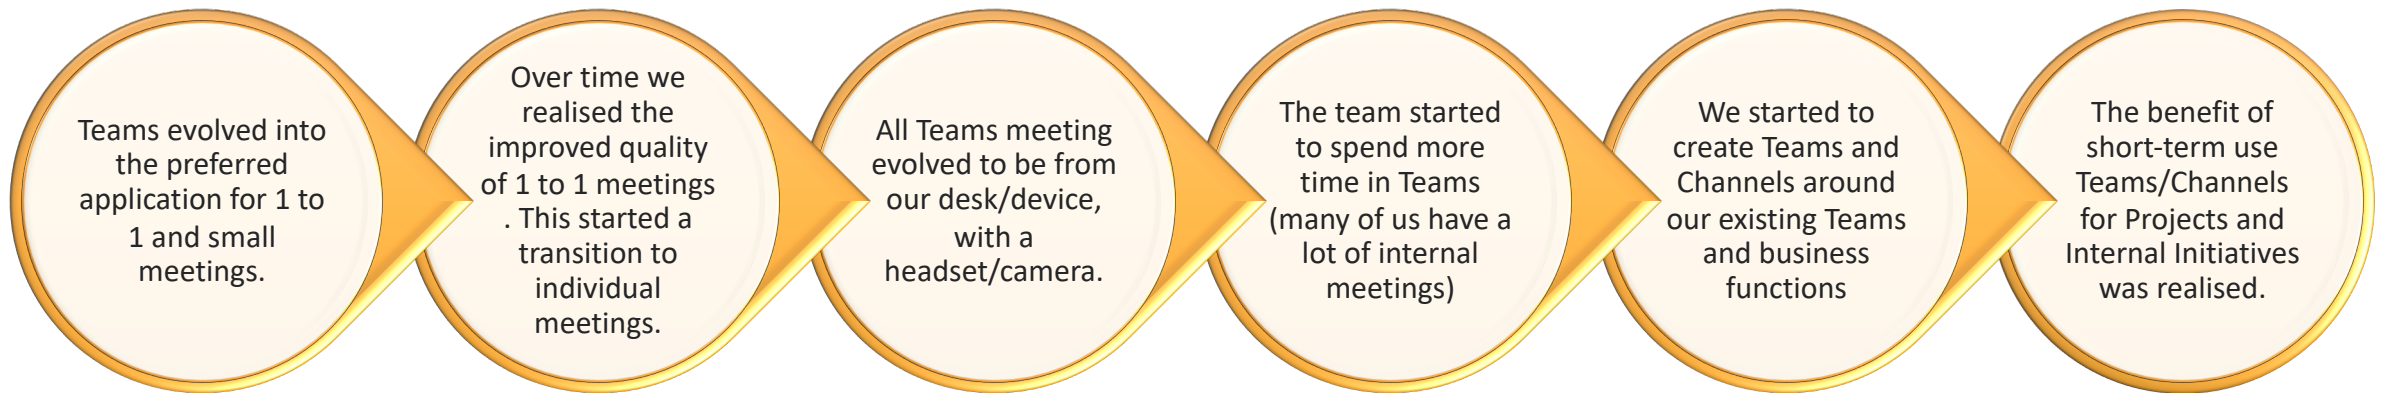 Teams evolved into
the preferred
application for 1 to
1 and small
meetings.
Over time we
realised the
improved quality
of 1 to 1 meetings
. This started a
transition to
individual
meetings.
All Teams meeting
evolved to be from
our desk/device,
with a
headset/camera.
The team started
to spend more
time in Teams
(many of us have a
lot of internal
meetings)
We started to
create Teams and
Channels around
our existing Teams
and business
functions
The benefit of
short-term use
Teams/Channels
for Projects and
Internal Initiatives
was realised.